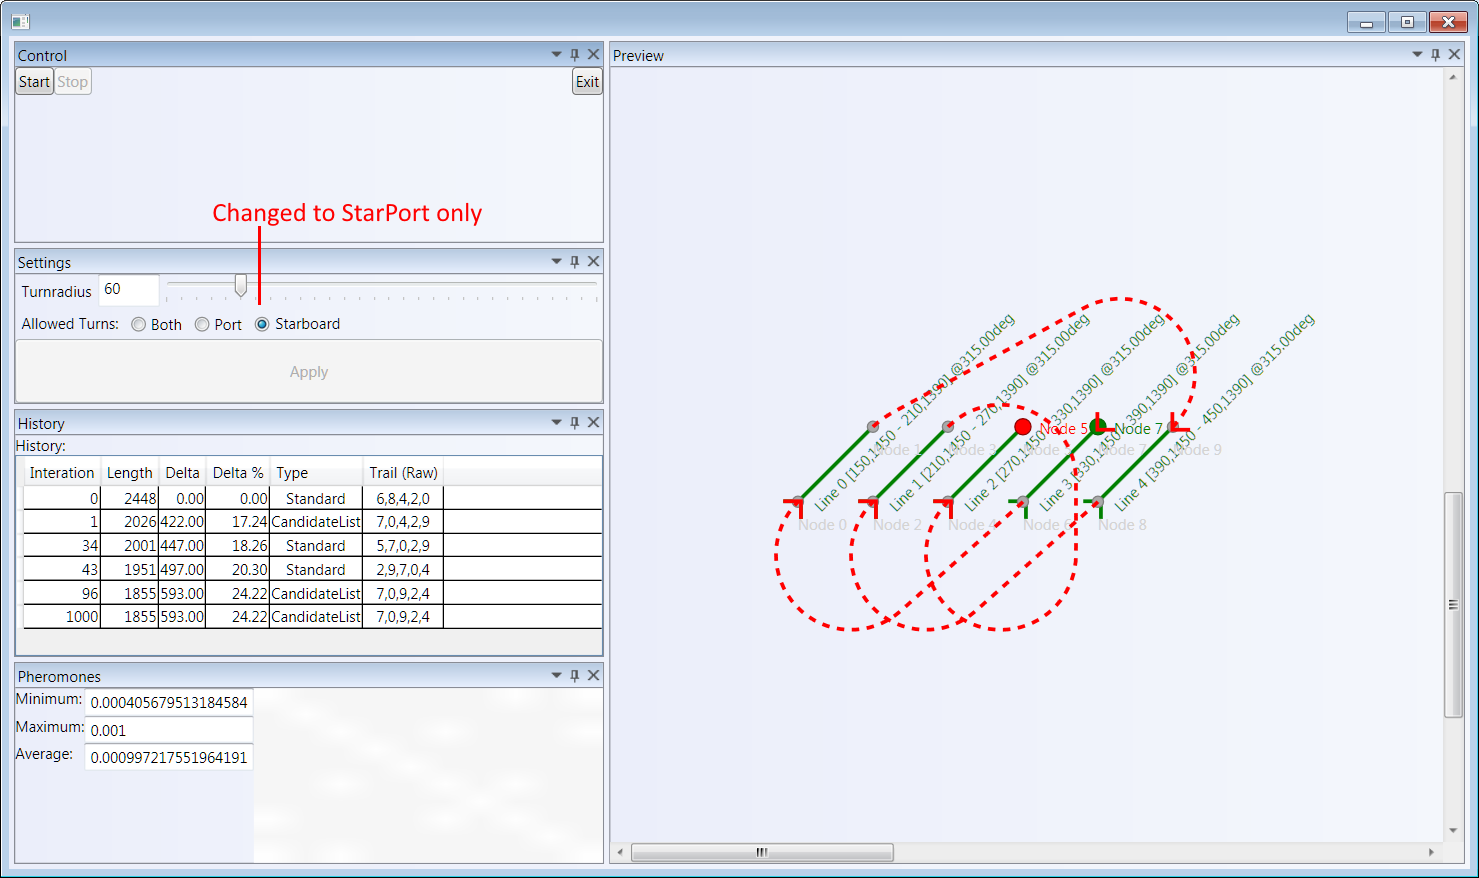 Control
Start Stop Exit
Changed to StarPort only
Settings
Turnradius 60
Allowed Turns: Both Port Starboard
Apply
History
History:
Interation Length Delta Delta % Type Trail (Raw)
0 2448 0.00 0.00 Standard 6,8,4,2,0
1 2026 422.00 17.24 CandidateList 7,0,4,2,9
34 2001 447.00 18.26 Standard 5,7,0,2,9
43 1951 497.00 20.30 Standard 2,9,7,0,4
96 1855 593.00 24.22 CandidateList 7,0,9,2,4
1000 1855 593.00 24.22 CandidateList 7,0,9,2,4
Pheromones
Minimum: 0.000405679513184584
Maximum: 0.001
Average: 0.000997217551964191
Preview
Line 0 [150,1450 - 210,1390] @315.00deg
Line 1 [210,1450 - 270,1390] @315.00deg
Line 2 [270,1450 - 330,1390] @315.00deg
Line 3 [330,1450 - 390,1390] @315.00deg
Line 4 [390,1450 - 450,1390] @315.00deg
Node 5 Node 7
Node 1 Node 3 Node 7 Node 9
Node 0 Node 2 Node 4 Node 6 Node 8